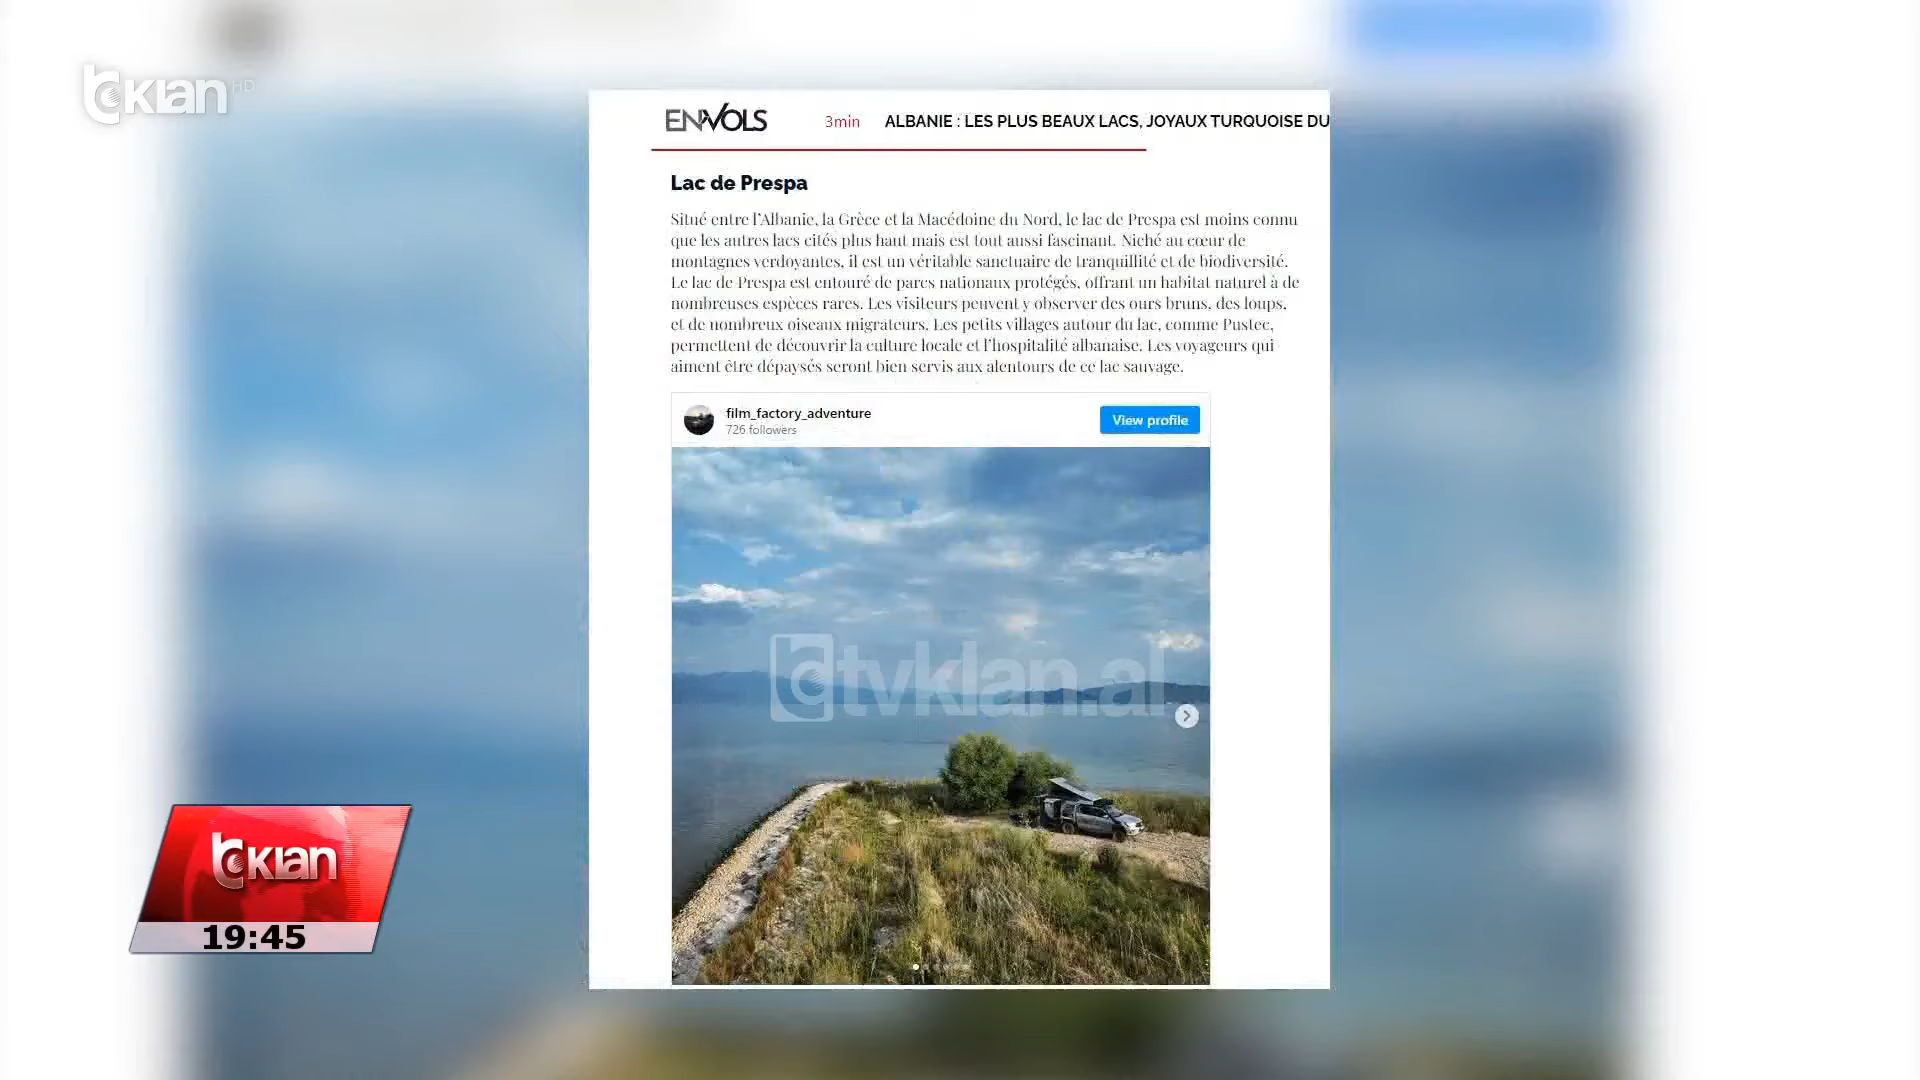 klan HD
ENVOLS 3min ALBANIE : LES PLUS BEAUX LACS, JOYAUX TURQUOISE DU
Lac de Prespa
Situé entre l'Albanie, la Grèce et la Macédoine du Nord, le lac de Prespa est moins connu
que les autres lacs cités plus haut mais est tout aussi fascinant. Niché au cœur de
montagnes verdoyantes, il est un véritable sanctuaire de tranquillité et de biodiversité.
Le lac de Prespa est entouré de parcs nationaux protégés, offrant un habitat naturel à de
nombreuses espèces rares. Les visiteurs peuvent y observer des ours bruns, des loups,
et de nombreux oiseaux migrateurs. Les petits villages autour du lac, comme Pustec,
permettent de découvrir la culture locale et l'hospitalité albanaise. Les voyageurs qui
aiment être dépaysés seront bien servis aux alentours de ce lac sauvage.
film_factory_adventure
726 followers
View profile
tvklan.al
klan
19:45